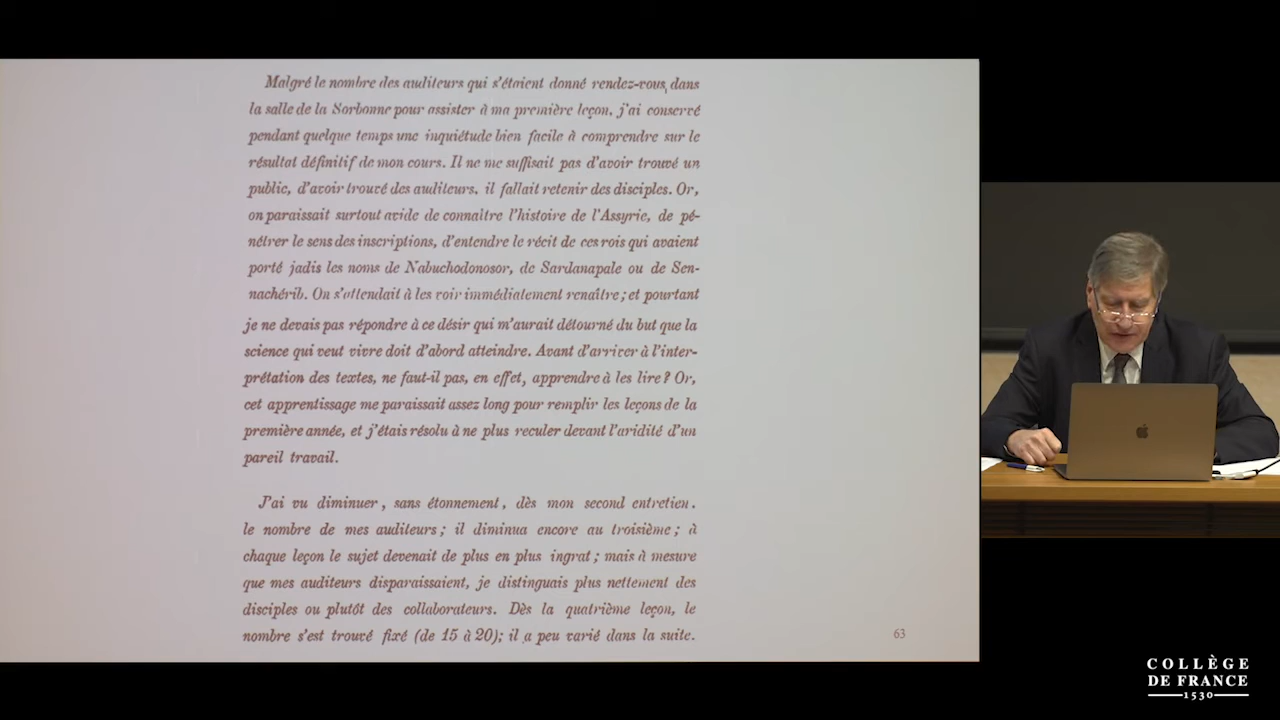 Malgré le nombre des auditeurs qui s'étaient donné rendez-vous, dans
la salle de la Sorbonne pour assister à ma première leçon, j'ai conservé
pendant quelque temps une inquiétude bien facile à comprendre sur le
résultat définitif de mon cours. Il ne me suffisait pas d'avoir trouvé un
public, d'avoir trouvé des auditeurs, il fallait retenir des disciples. Or,
on paraissait surtout avide de connaître l'histoire de l'Assyrie, de pé-
nétrer le sens des inscriptions, d'entendre le récit de ces rois qui avaient
porté jadis les noms de Nabuchodonosor, de Sardanapale ou de Sen-
nachérib. On s'attendait à les voir immédiatement renaître ; et pourtant
je ne devais pas répondre à ce désir qui m'aurait détourné du but que la
science qui veut vivre doit d'abord atteindre. Avant d'arriver à l'inter-
prétation des textes, ne faut-il pas, en effet, apprendre à les lire ? Or,
cet apprentissage me paraissait assez long pour remplir les leçons de la
première année, et j'étais résolu à ne plus reculer devant l'aridité d'un
pareil travail.
J'ai vu diminuer, sans étonnement, dès mon second entretien,
le nombre de mes auditeurs ; il diminua encore au troisième ; à
chaque leçon le sujet devenait de plus en plus ingrat ; mais à mesure
que mes auditeurs disparaissaient, je distinguais plus nettement des
disciples ou plutôt des collaborateurs. Dès la quatrième leçon, le
nombre s'est trouvé fixé (de 15 à 20) ; il a peu varié dans la suite.
63
COLLÈGE
DE FRANCE
1530